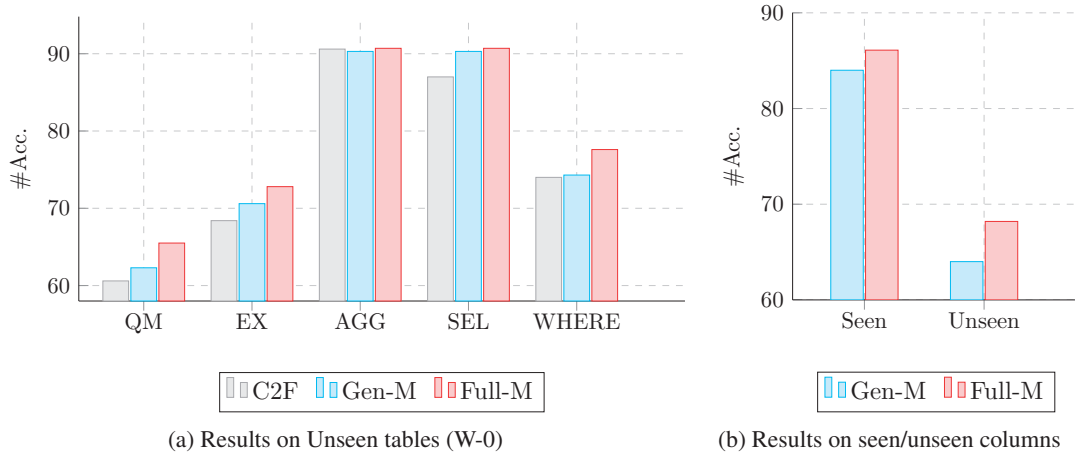 90
80
70
60
#Acc.
QM EX AGG SEL WHERE
C2F Gen-M Full-M
(a) Results on Unseen tables (W-0)
90
80
70
60
#Acc.
Seen Unseen
Gen-M Full-M
(b) Results on seen/unseen columns